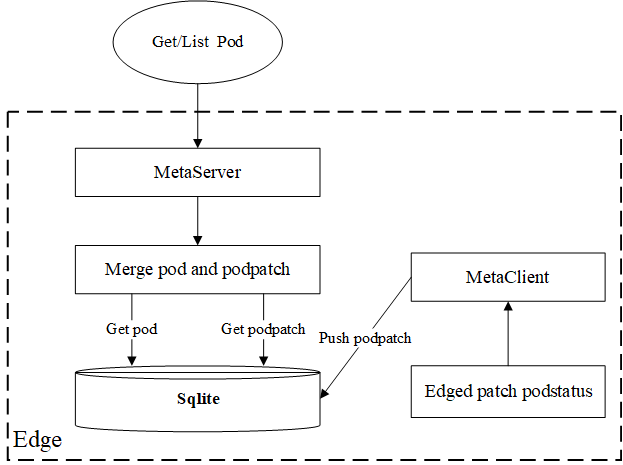 Get/List Pod
MetaServer
Merge pod and podpatch
MetaClient
Get pod
Get podpatch
Push podpatch
Sqlite
Edged patch podstatus
Edge